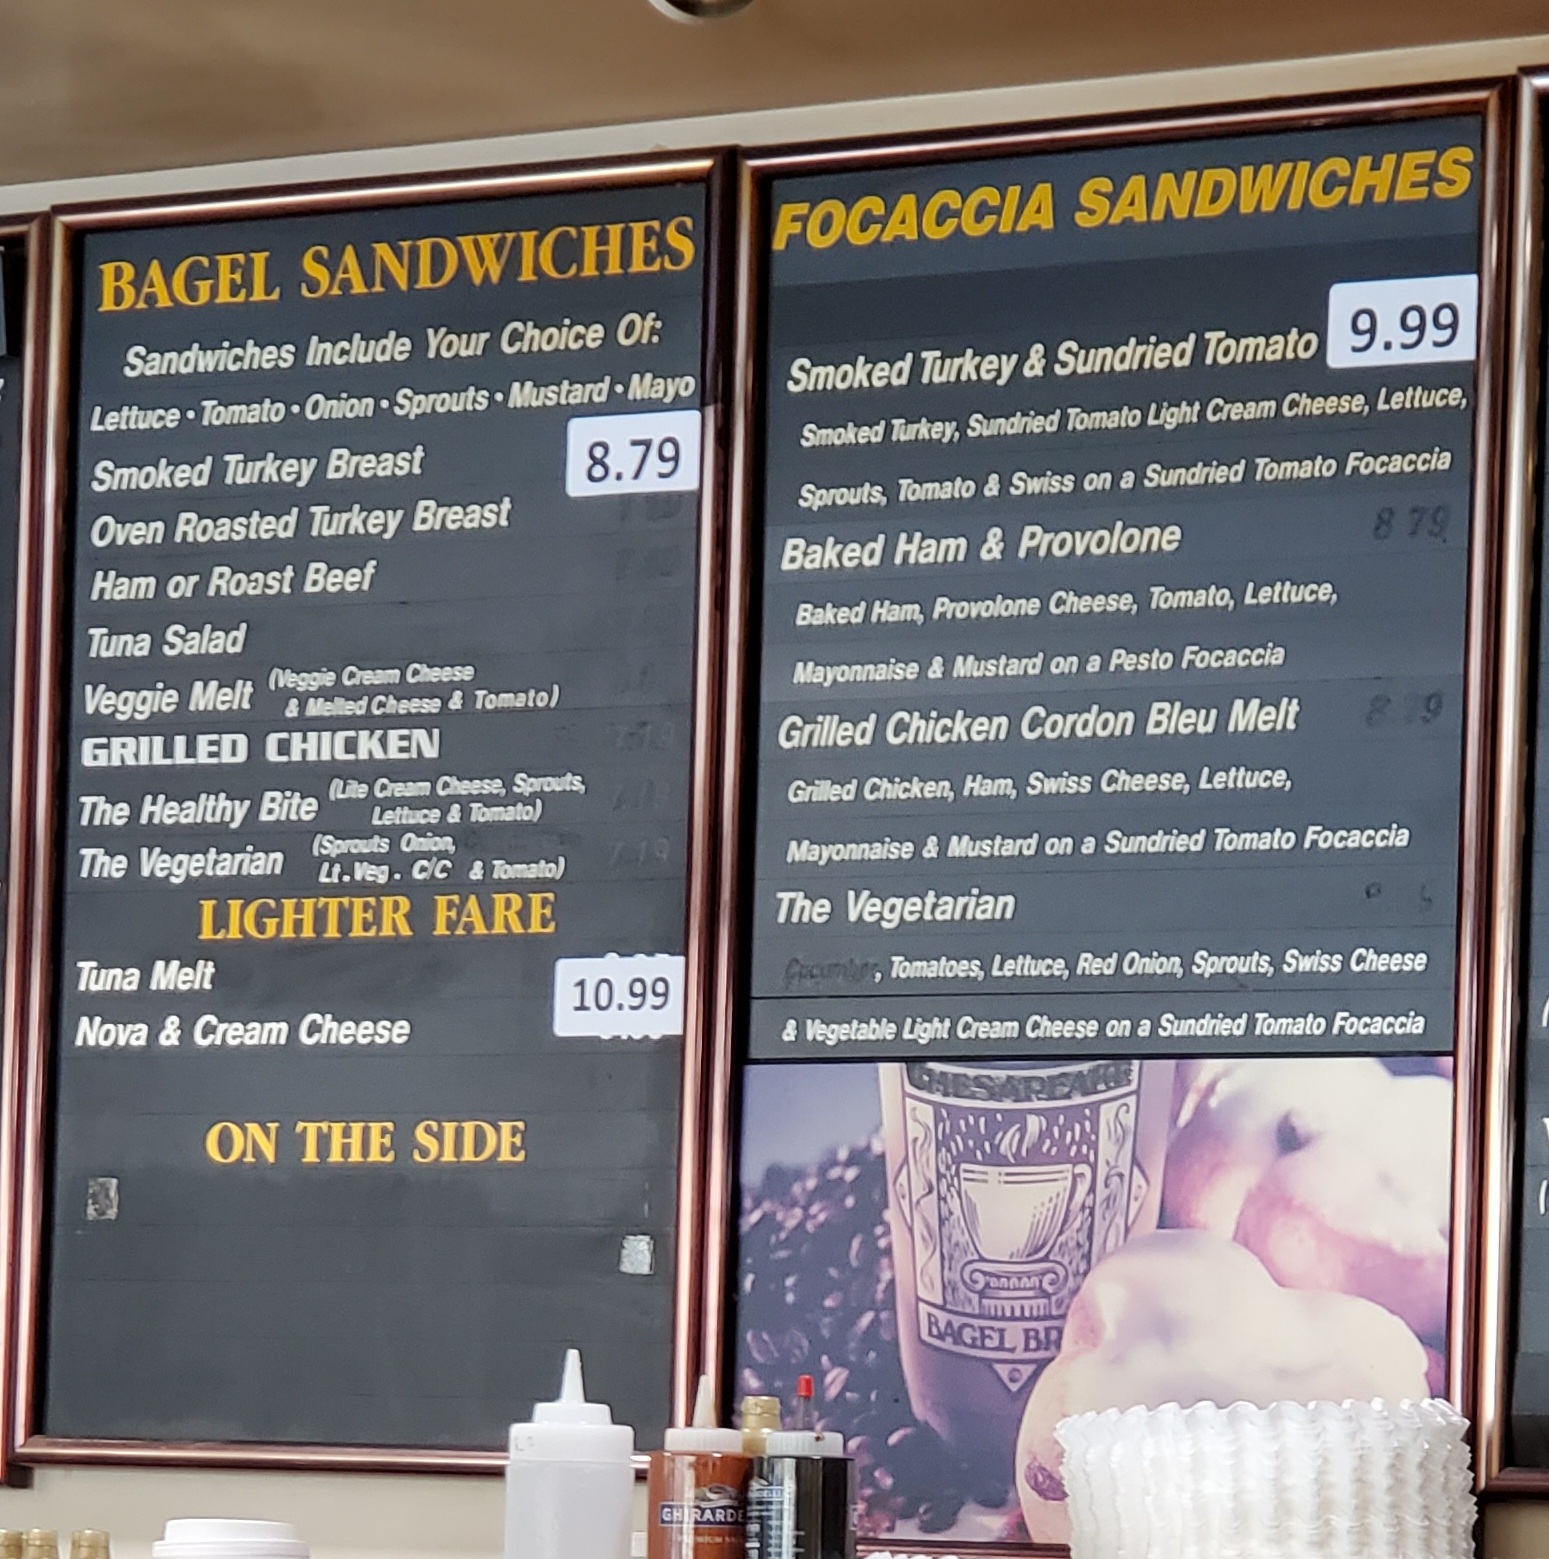 BAGEL SANDWICHES
Sandwiches Include Your Choice Of:
Lettuce • Tomato • Onion • Sprouts • Mustard • Mayo
Smoked Turkey Breast 8.79
Oven Roasted Turkey Breast
Ham or Roast Beef
Tuna Salad
Veggie Melt (Veggie Cream Cheese
& Melled Cheese & Tomato)
GRILLED CHICKEN
The Healthy Bite (Lite Cream Cheese, Sprouts,
Lettuce & Tomato)
The Vegetarian (Sprouts Onion,
Lt. Veg. C/C & Tomato)
LIGHTER FARE
Tuna Melt
10.99
Nova & Cream Cheese
ON THE SIDE
FOCACCIA SANDWICHES
Smoked Turkey & Sundried Tomato 9.99
Smoked Turkey, Sundried Tomato Light Cream Cheese, Lettuce,
Sprouts, Tomato & Swiss on a Sundried Tomato Focaccia
Baked Ham & Provolone 8 79
Baked Ham, Provolone Cheese, Tomato, Lettuce,
Mayonnaise & Mustard on a Pesto Focaccia
Grilled Chicken Cordon Bleu Melt
Grilled Chicken, Ham, Swiss Cheese, Lettuce,
Mayonnaise & Mustard on a Sundried Tomato Focaccia
The Vegetarian
Cucumber, Tomatoes, Lettuce, Red Onion, Sprouts, Swiss Cheese
& Vegetable Light Cream Cheese on a Sundried Tomato Focaccia
CHESAPEAKE
BAGEL BR
GHIRARDE